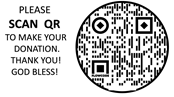 PLEASE
SCAN QR
TO MAKE YOUR
DONATION.
THANK YOU!
GOD BLESS!